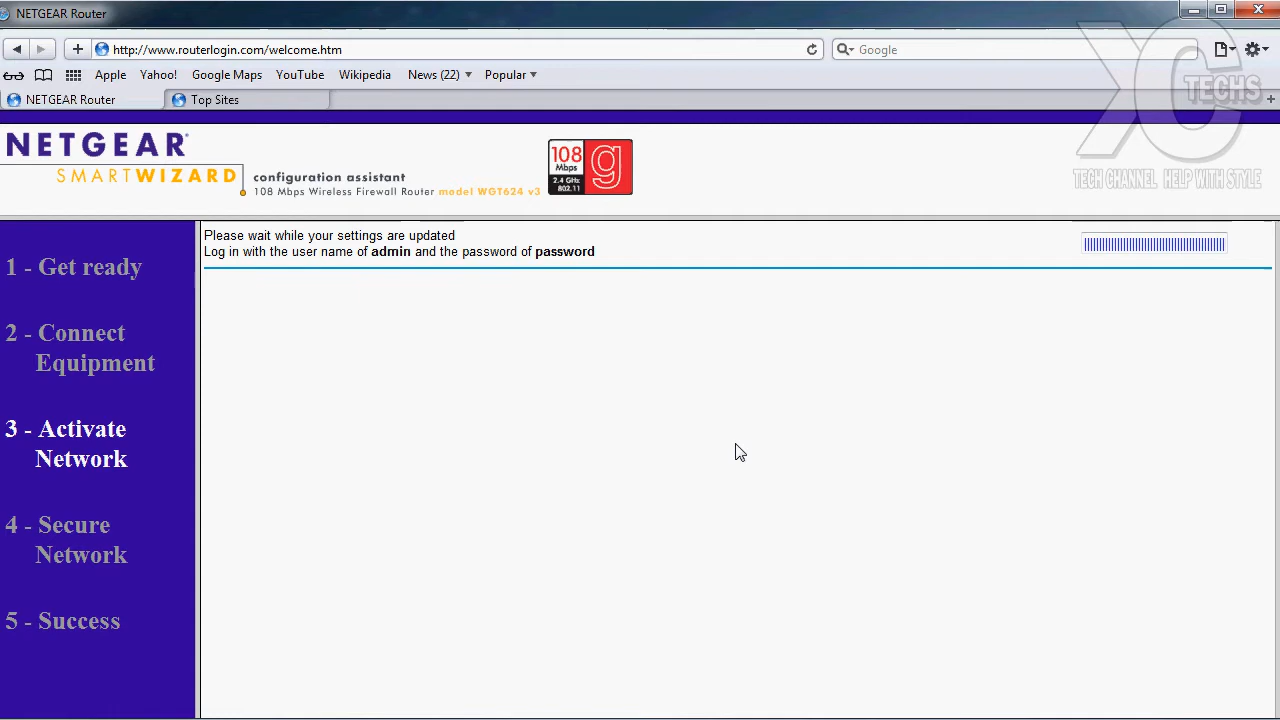 NETGEAR Router
http://www.routerlogin.com/welcome.htm
Google
Apple Yahoo! Google Maps YouTube Wikipedia News (22) Popular
NETGEAR Router Top Sites
XC
TECHS
TECH CHANNEL HELP WITH STYLE
NETGEAR®
SMARTWIZARD
configuration assistant
108 Mbps Wireless Firewall Router model WGT624 v3
108
Mbps
2.4 GHz
802.11
g
Please wait while your settings are updated
Log in with the user name of admin and the password of password
1 - Get ready
2 - Connect
Equipment
3 - Activate
Network
4 - Secure
Network
5 - Success